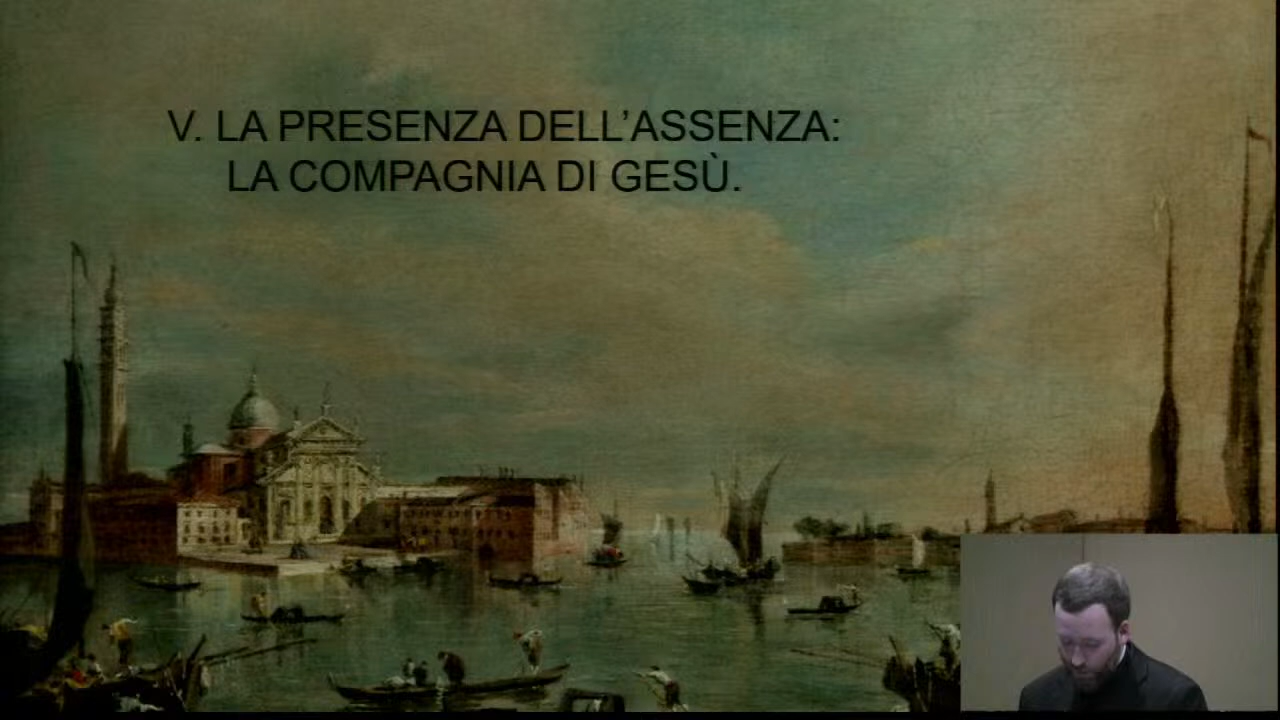 V. LA PRESENZA DELL’ASSENZA:
LA COMPAGNIA DI GESÙ.